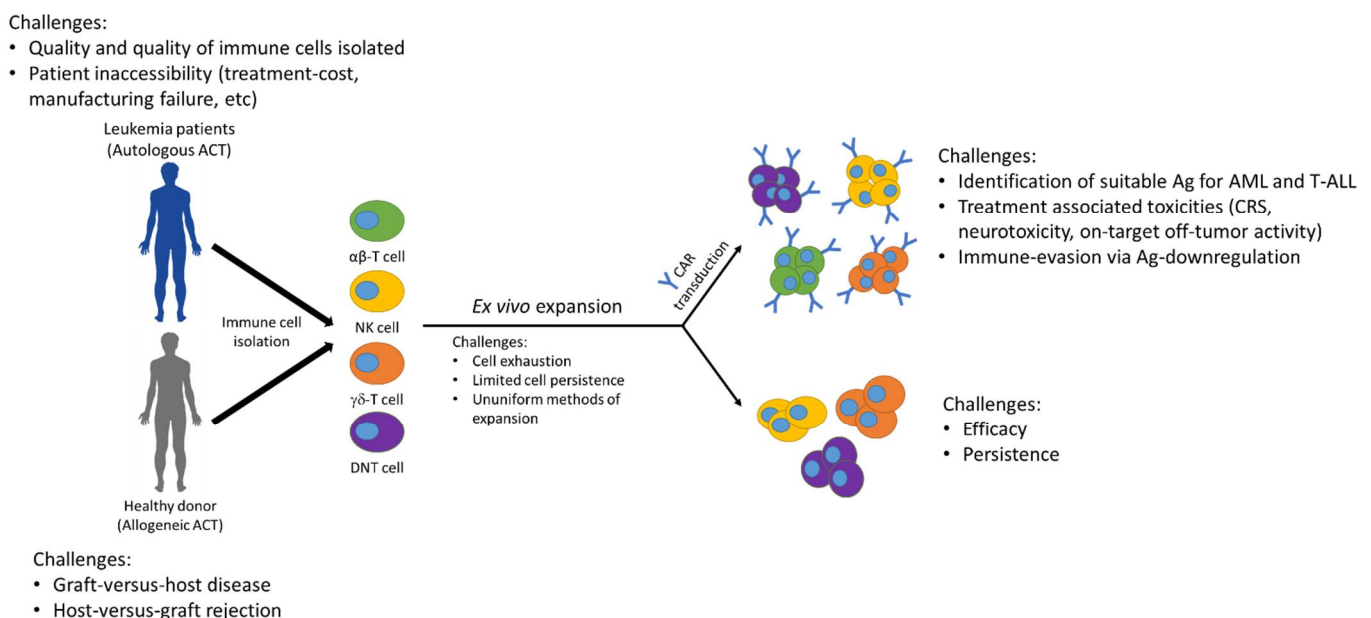 Challenges:
• Quality and quality of immune cells isolated
• Patient inaccessibility (treatment-cost,
manufacturing failure, etc)
Leukemia patients
(Autologous ACT)
Immune cell
isolation
Healthy donor
(Allogeneic ACT)
Challenges:
• Graft-versus-host disease
• Host-versus-graft rejection
αβ-T cell
NK cell
γδ-T cell
DNT cell
Ex vivo expansion
Challenges:
• Cell exhaustion
• Limited cell persistence
• Ununiform methods of
expansion
CAR
transduction
Challenges:
• Identification of suitable Ag for AML and T-ALL
• Treatment associated toxicities (CRS,
neurotoxicity, on-target off-tumor activity)
• Immune-evasion via Ag-downregulation
Challenges:
• Efficacy
• Persistence